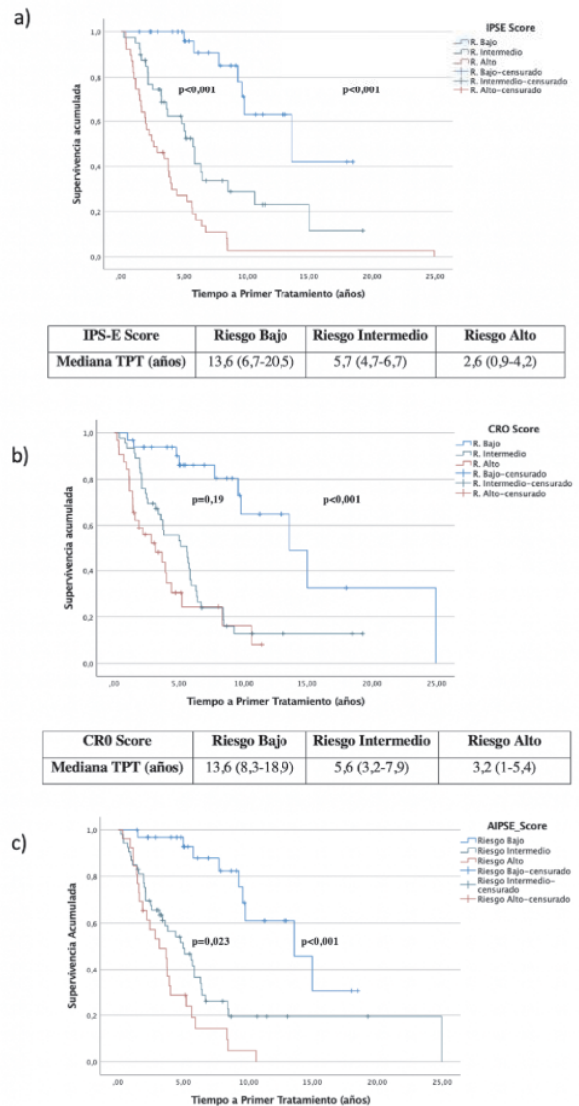 a)
IPSE Score
R. Bajo
R. Intermedio
R. Alto
R. Bajo-censurado
R. Intermedio-censurado
R. Alto-censurado
p<0,001 p<0,001
Supervivencia acumulada
1,0
0,8
0,6
0,4
0,2
0,0
,00 5,00 10,00 15,00 20,00 25,00
Tiempo a Primer Tratamiento (años)
IPS-E Score Riesgo Bajo Riesgo Intermedio Riesgo Alto
Mediana TPT (años) 13,6 (6,7-20,5) 5,7 (4,7-6,7) 2,6 (0,9-4,2)
b)
CRO Score
R. Bajo
R. Intermedio
R. Alto
R. Bajo-censurado
R. Intermedio-censurado
R. Alto-censurado
p=0,19 p<0,001
Supervivencia acumulada
1,0
0,8
0,6
0,4
0,2
0,0
,00 5,00 10,00 15,00 20,00 25,00
Tiempo a Primer Tratamiento (años)
CR0 Score Riesgo Bajo Riesgo Intermedio Riesgo Alto
Mediana TPT (años) 13,6 (8,3-18,9) 5,6 (3,2-7,9) 3,2 (1-5,4)
c)
AIPSE_Score
Riesgo Bajo
Riesgo Intermedio
Riesgo Alto
Riesgo Bajo-censurado
Riesgo Intermedio-
censurado
Riesgo Alto-censurado
p=0,023 p<0,001
Supervivencia Acumulada
1,0
0,8
0,6
0,4
0,2
0,0
,00 5,00 10,00 15,00 20,00 25,00
Tiempo a Primer Tratamiento (años)